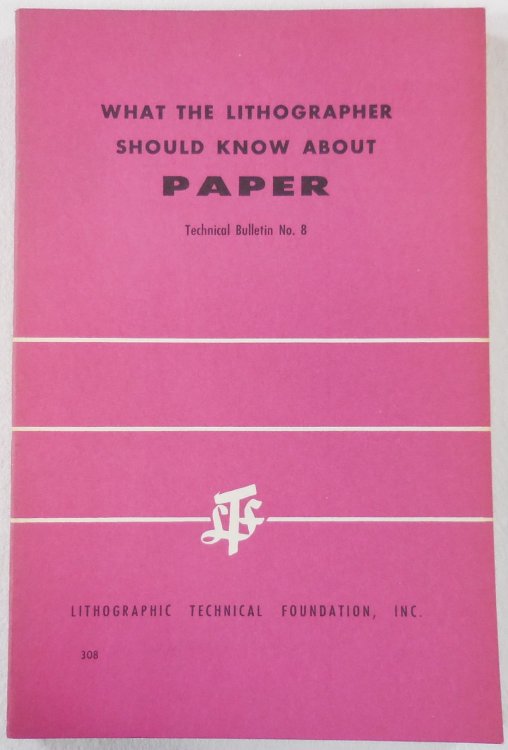 WHAT THE LITHOGRAPHER
SHOULD KNOW ABOUT
PAPER
Technical Bulletin No. 8
LTF
LITHOGRAPHIC TECHNICAL FOUNDATION, INC.
308